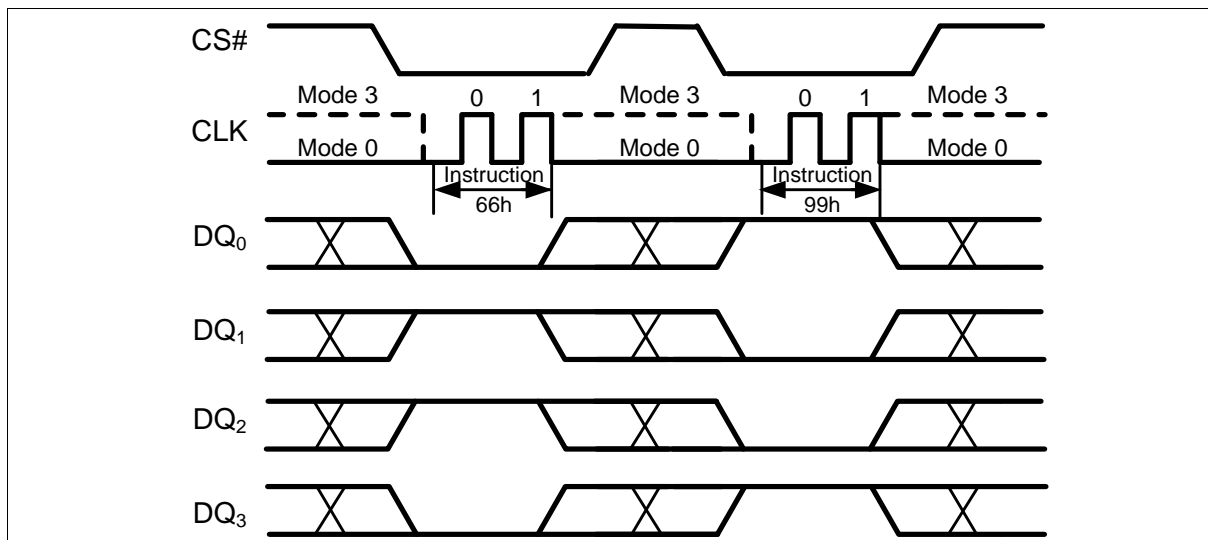 CS#
Mode 3 0 1 Mode 3 0 1 Mode 3
CLK
Mode 0 Mode 0 Mode 0
Instruction Instruction
66h 99h
DQ0
DQ1
DQ2
DQ3